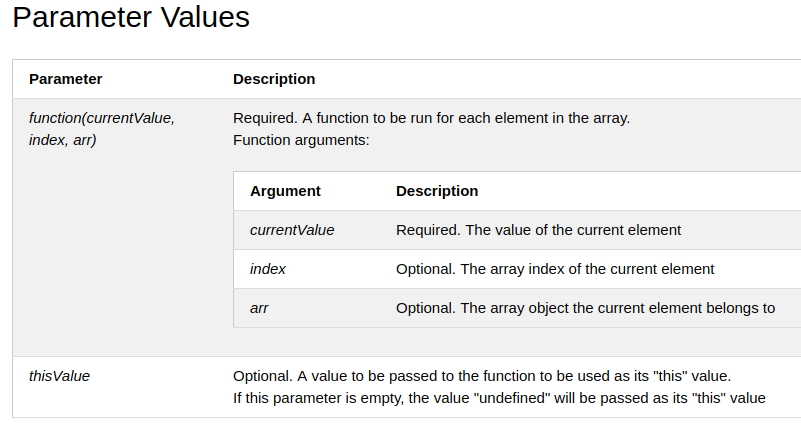 Parameter Values
Parameter Description
function(currentValue, Required. A function to be run for each element in the array.
index, arr) Function arguments:
Argument Description
currentValue Required. The value of the current element
index Optional. The array index of the current element
arr Optional. The array object the current element belongs to
thisValue Optional. A value to be passed to the function to be used as its "this" value.
If this parameter is empty, the value "undefined" will be passed as its "this" value